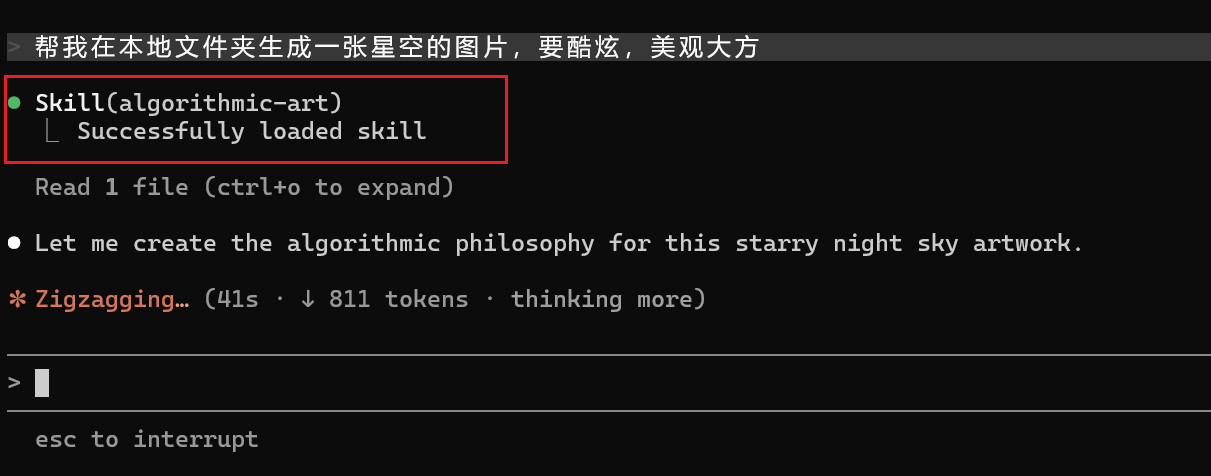 > 帮我在本地文件夹生成一张星空的图片，要酷炫，美观大方
● Skill(algorithmic-art)
⎿ Successfully loaded skill
Read 1 file (ctrl+o to expand)
● Let me create the algorithmic philosophy for this starry night sky artwork.
✻ Zigzagging… (41s · ↓ 811 tokens · thinking more)
>
esc to interrupt